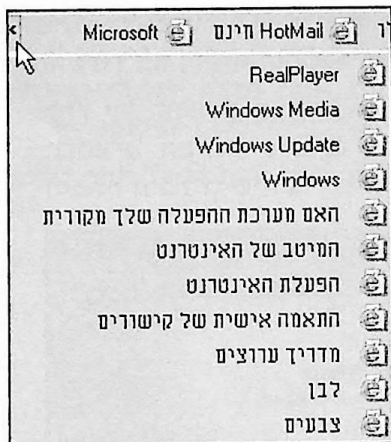 HotMail חינם Microsoft
RealPlayer
Windows Media
Windows Update
Windows
האם מערכת ההפעלה שלך מקורית
המיטב של האינטרנט
הפעלת האינטרנט
התאמה אישית של קישורים
מדריך ערוצים
לבן
צבעים